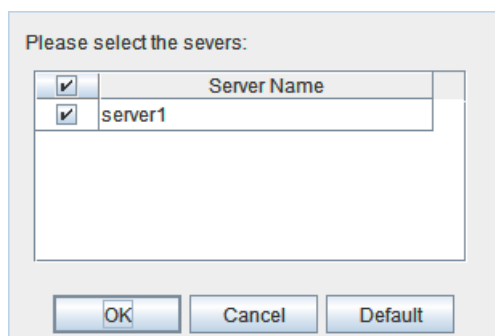 Please select the severs:
Server Name
server1
OK Cancel Default